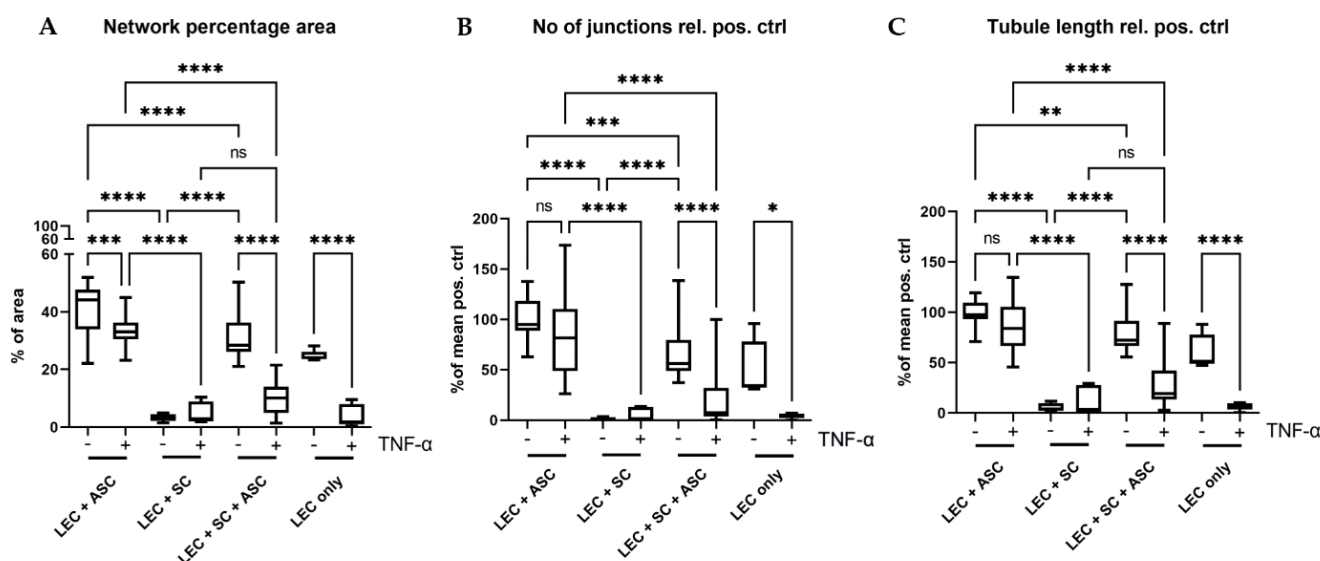 A Network percentage area
****
****
ns
**** ****
*** **** **** ****
% of area
100
60
60
40
20
0
- + - + - + - + TNF-α
LEC + ASC
LEC + SC
LEC + SC + ASC
LEC only
B No of junctions rel. pos. ctrl
****
***
**** ****
ns **** **** *
%of mean pos. ctrl
200
150
100
50
0
- + - + - + - + TNF-α
LEC + ASC
LEC + SC
LEC + SC + ASC
LEC only
C Tubule length rel. pos. ctrl
****
**
ns
**** ****
ns **** **** ****
%of mean pos. ctrl
200
150
100
50
0
- + - + - + - + TNF-α
LEC + ASC
LEC + SC
LEC + SC + ASC
LEC only